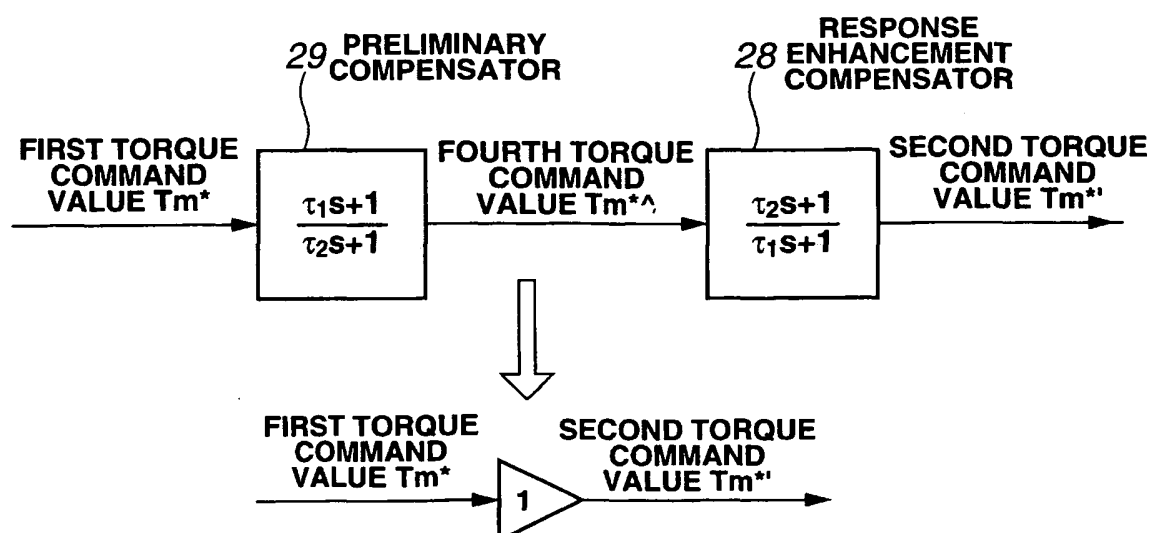 29 PRELIMINARY
COMPENSATOR
RESPONSE
28 ENHANCEMENT
COMPENSATOR
FIRST TORQUE
COMMAND
VALUE Tm*
τ₁s+1
τ₂s+1
FOURTH TORQUE
COMMAND
VALUE Tm*^
τ₂s+1
τ₁s+1
SECOND TORQUE
COMMAND
VALUE Tm*'
FIRST TORQUE
COMMAND
VALUE Tm*
1
SECOND TORQUE
COMMAND
VALUE Tm*'